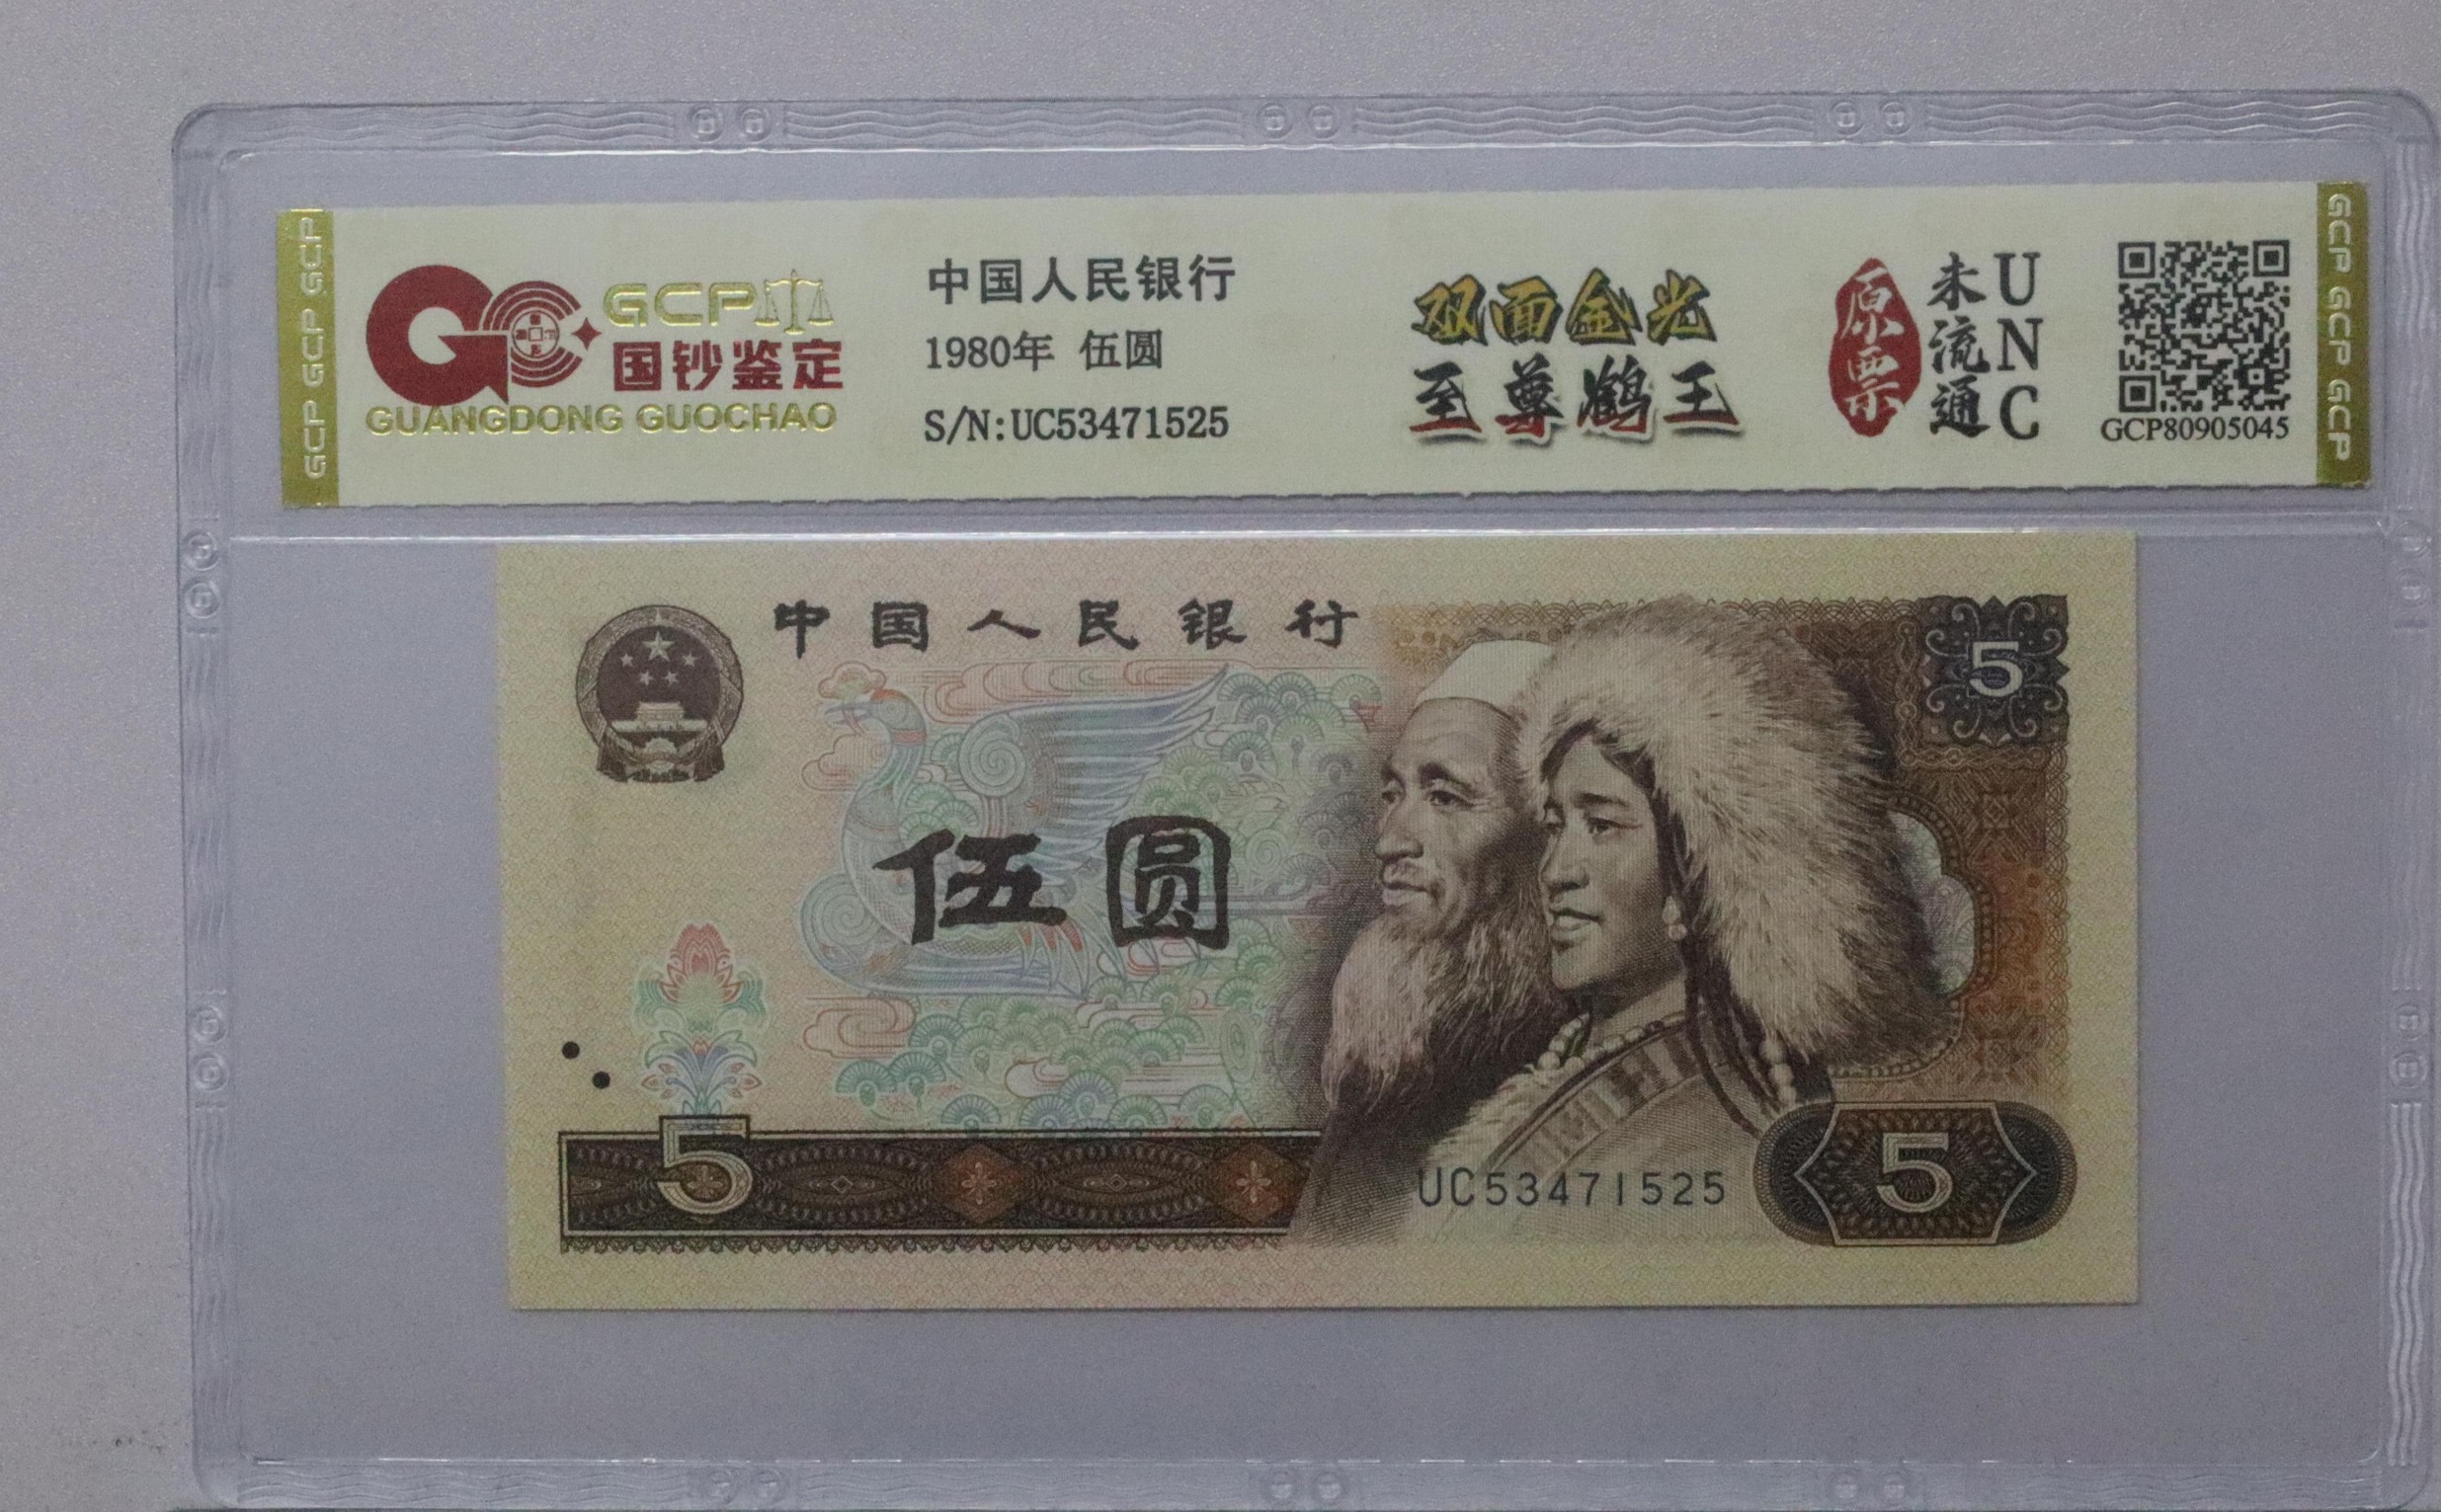 GCP GCP GCP
GCP
国钞鉴定
GUANGDONG GUOCHAO
中国人民银行
1980年 伍圆
S/N:UC53471525
双面金光
至尊鹤王
原票
未流通
UNC
GCP80905045
GCP GCP GCP
中国人民银行
5
伍圆
5
UC53471525
5